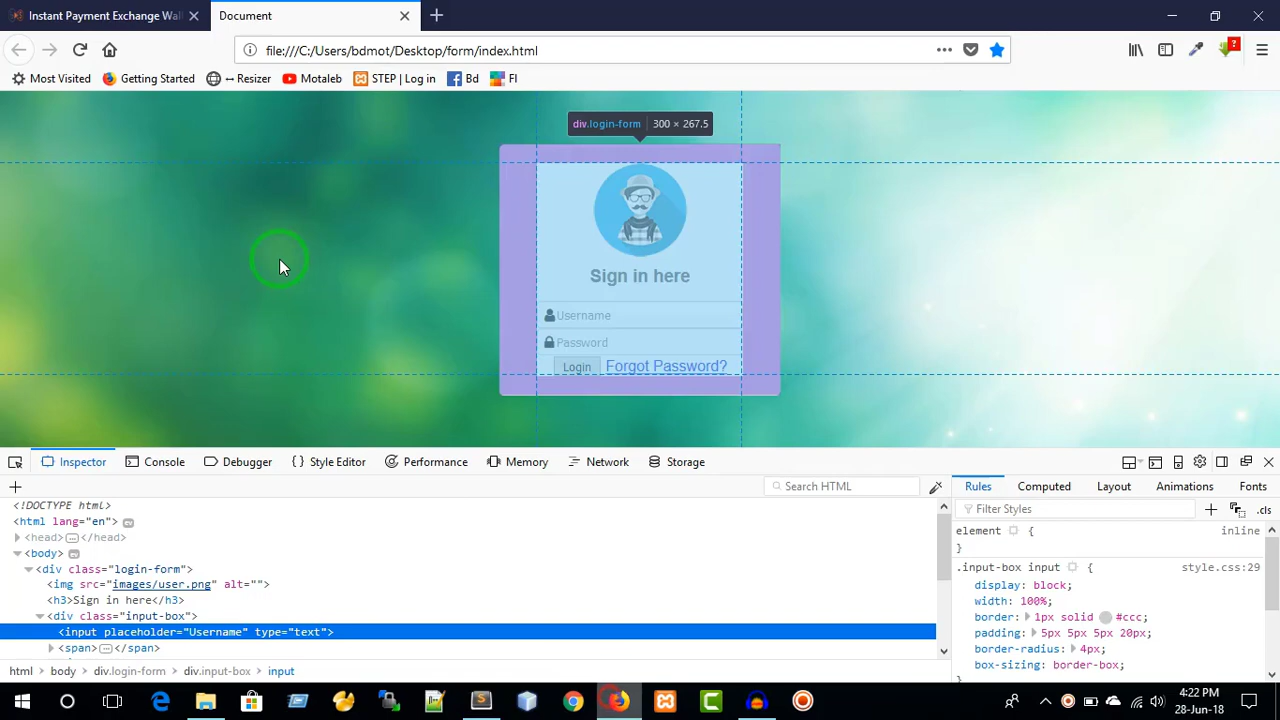 Instant Payment Exchange Wall
Document
file:///C:/Users/bdmot/Desktop/form/index.html
?
Most Visited
Getting Started
↔ Resizer
Motaleb
STEP | Log in
Bd
FI
div.login-form 300 × 267.5
Sign in here
Username
Password
Login Forgot Password?
Inspector
Console
Debugger
Style Editor
Performance
Memory
Network
Storage
Search HTML
Rules
Computed
Layout
Animations
Fonts
<!DOCTYPE html>
Filter Styles
.cls
<html lang="en"> ev
element { inline
<head>...</head>
}
<body> ev
.input-box input { style.css:29
<div class="login-form">
display: block;
<img src="images/user.png" alt="">
width: 100%;
<h3>Sign in here</h3>
border: 1px solid #ccc;
<div class="input-box">
padding: 5px 5px 5px 20px;
<input placeholder="Username" type="text">
border-radius: 4px;
<span>...</span>
box-sizing: border-box;
html body div.login-form div.input-box input
4:22 PM
28-Jun-18